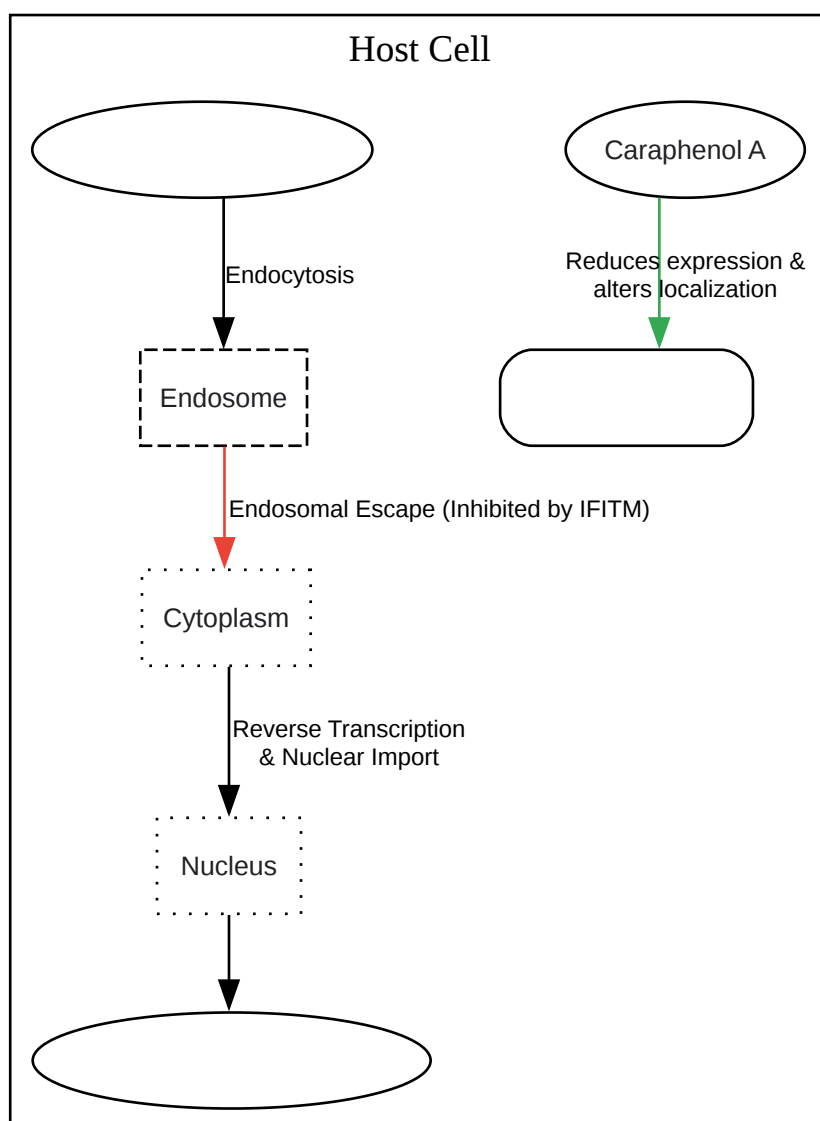 Host Cell
Caraphenol A
Endocytosis
Reduces expression &
alters localization
Endosome
Endosomal Escape (Inhibited by IFITM)
Cytoplasm
Reverse Transcription
& Nuclear Import
Nucleus